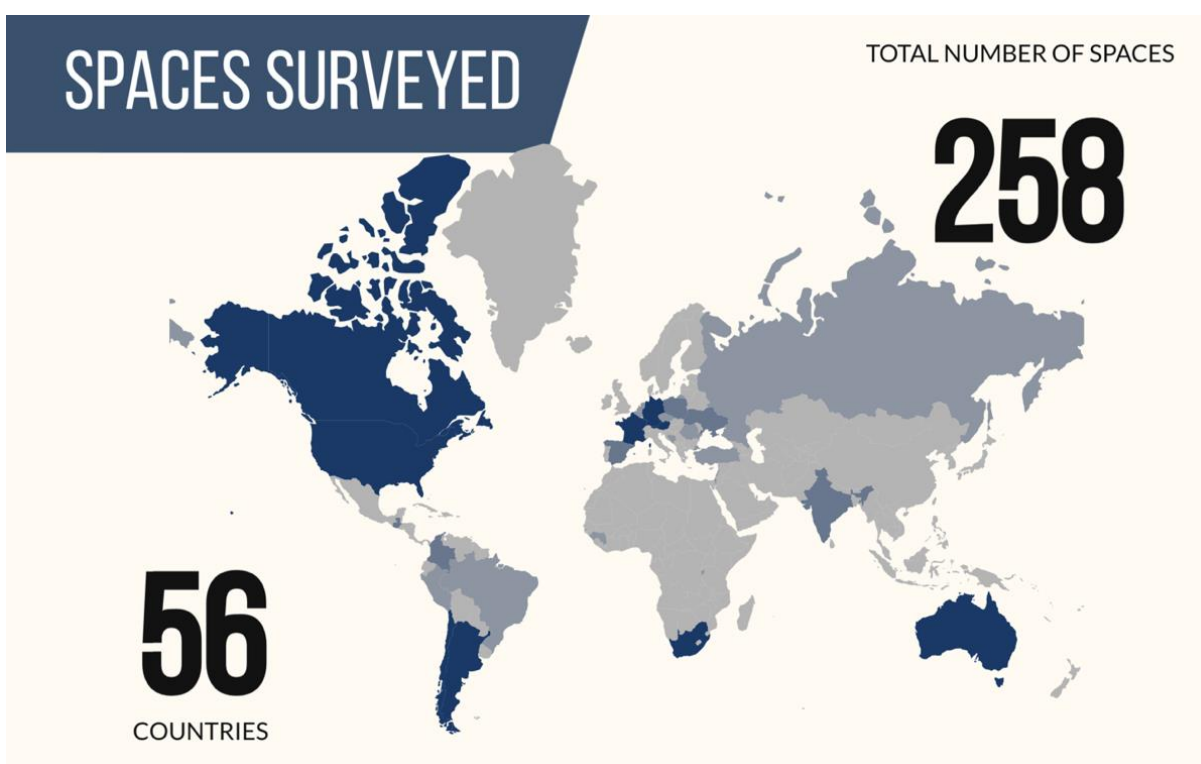 SPACES SURVEYED
TOTAL NUMBER OF SPACES
258
56
COUNTRIES